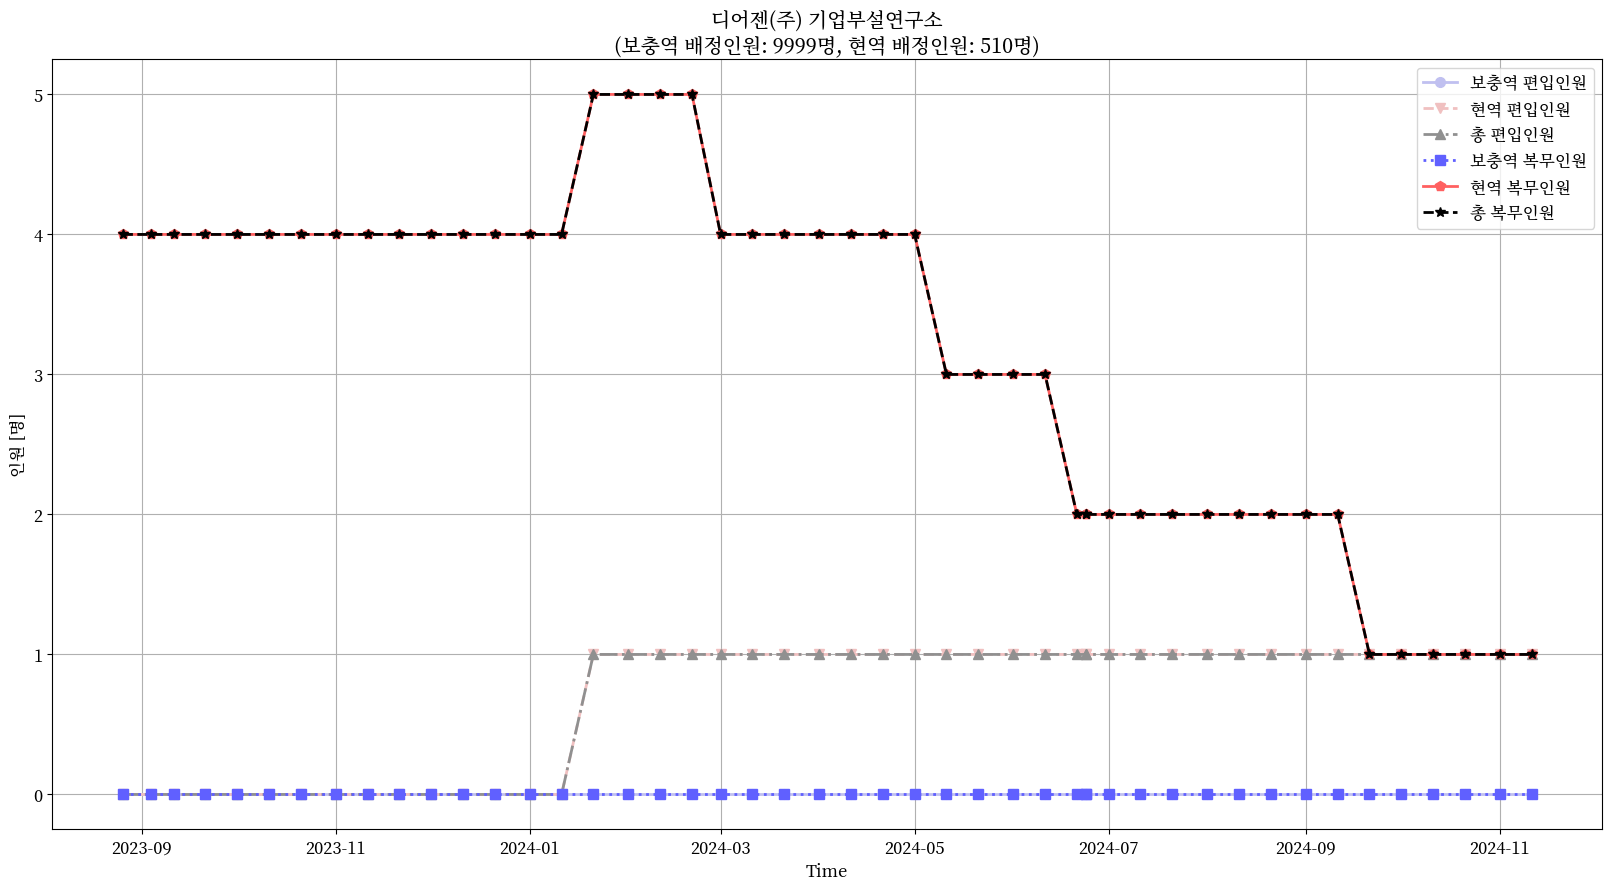 디어젠(주) 기업부설연구소
(보충역 배정인원: 9999명, 현역 배정인원: 510명)
보충역 편입인원
현역 편입인원
총 편입인원
보충역 복무인원
현역 복무인원
총 복무인원
인원 [명]
5
4
3
2
1
0
2023-09
2023-11
2024-01
2024-03
2024-05
2024-07
2024-09
2024-11
Time